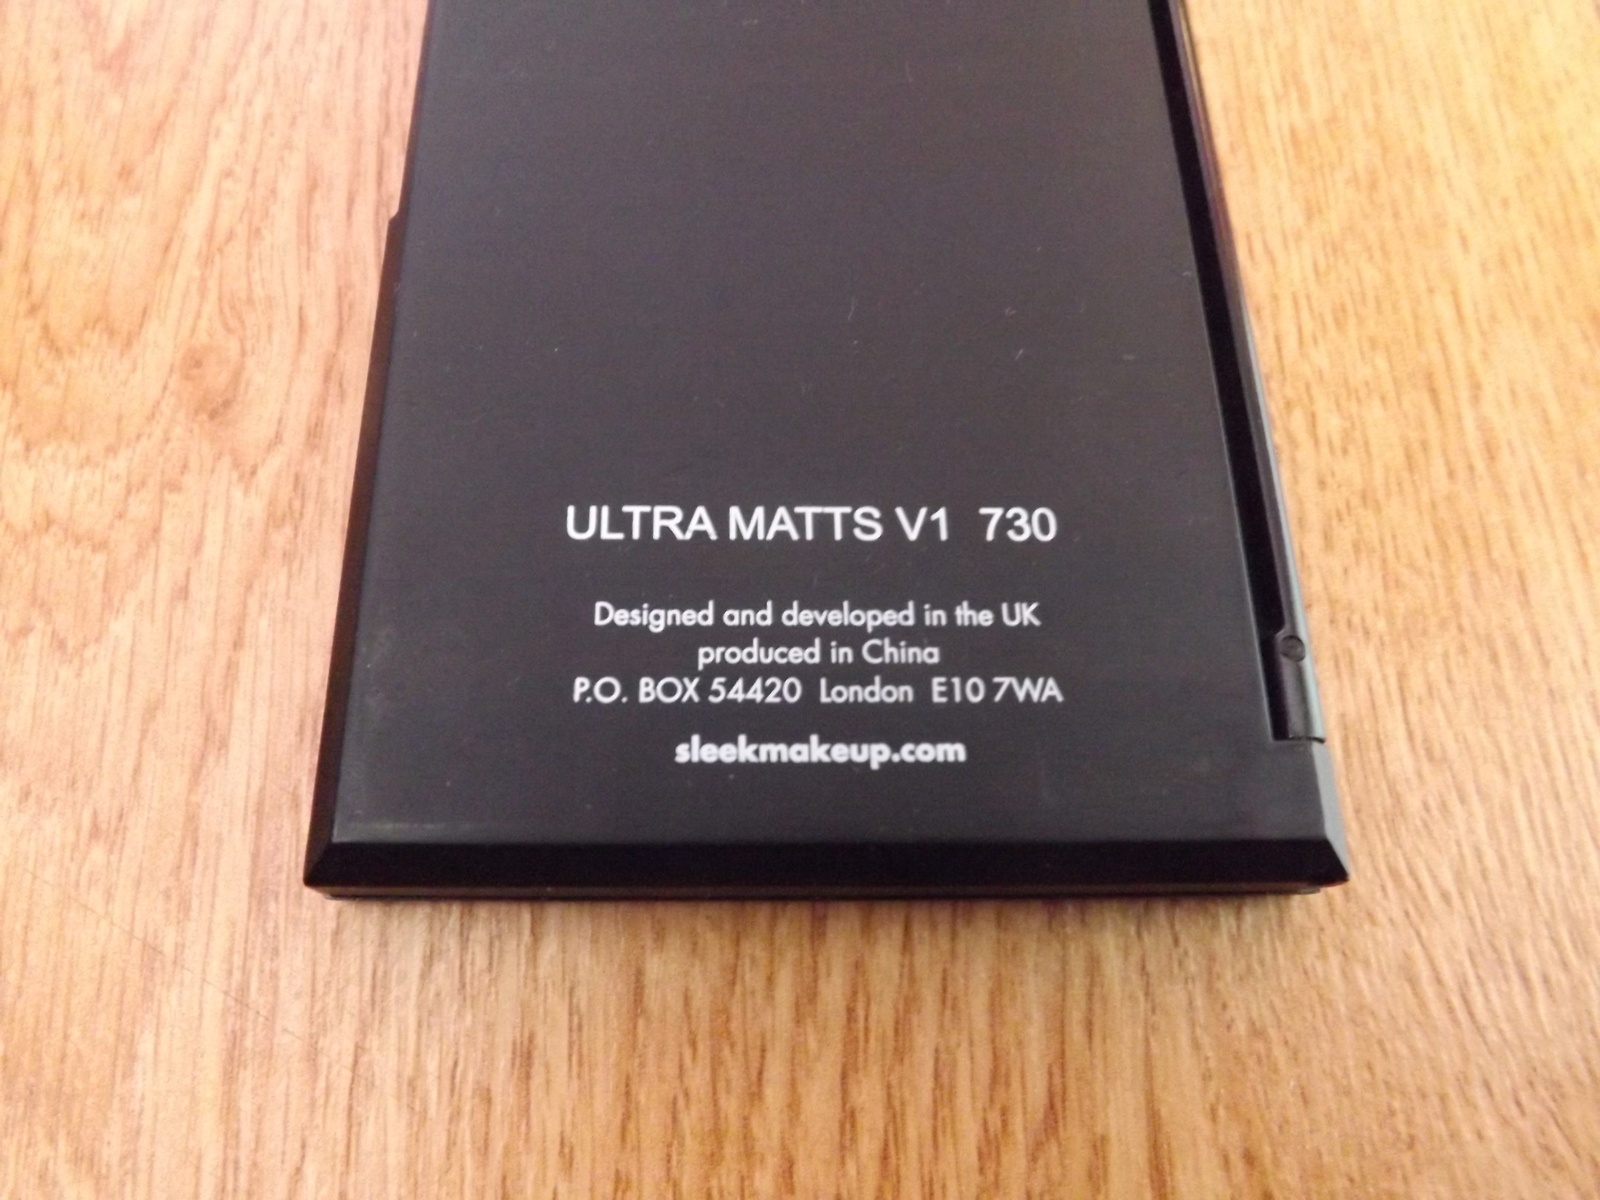 ULTRA MATTS V1 730
Designed and developed in the UK
produced in China
P.O. BOX 54420 London E10 7WA
sleekmakeup.com